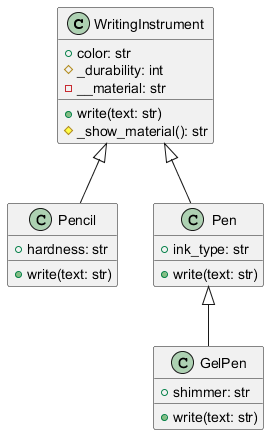 C WritingInstrument
color: str
_durability: int
__material: str
write(text: str)
_show_material(): str
C Pencil
hardness: str
write(text: str)
C Pen
ink_type: str
write(text: str)
C GelPen
shimmer: str
write(text: str)